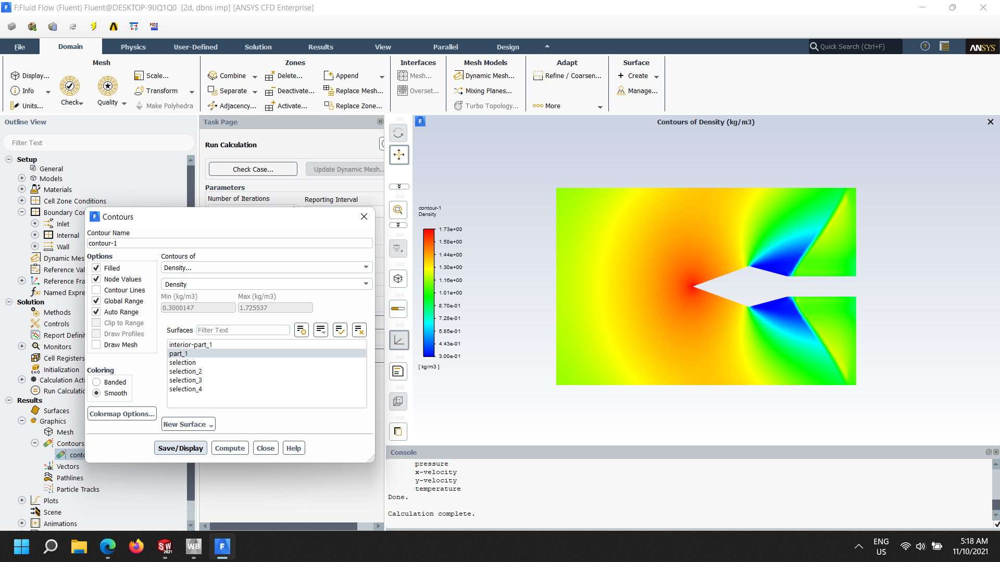 F:Fluid Flow (Fluent) Fluent@DESKTOP-9IJQ1Q0 [2d, dbns imp] [ANSYS CFD Enterprise]
File Domain Physics User-Defined Solution Results View Parallel Design Quick Search (Ctrl+F) ANSYS
Mesh
Display...
Info
Units...
Check
Quality
Scale...
Transform
Make Polyhedra
Zones
Combine
Separate
Adjacency...
Delete...
Deactivate...
Activate...
Append
Replace Mesh...
Replace Zone...
Interfaces
Mesh...
Overset...
Mesh Models
Dynamic Mesh...
Mixing Planes...
Turbo Topology...
Adapt
Refine / Coarsen...
More
Surface
Create
Manage...
Outline View
Filter Text
Setup
General
Models
Materials
Cell Zone Conditions
Boundary Con
Inlet
Internal
Wall
Dynamic Mes
Reference Val
Reference Fra
Named Expre
Solution
Methods
Controls
Report Definit
Monitors
Cell Registers
Initialization
Calculation Acti
Run Calculatic
Results
Surfaces
Graphics
Mesh
Contours
conto
Vectors
Pathlines
Particle Tracks
Plots
Scene
Animations
Task Page
Run Calculation
Check Case...
Update Dynamic Mesh..
Parameters
Number of Iterations
Reporting Interval
Contours
Contour Name
contour-1
Options
Filled
Node Values
Contour Lines
Global Range
Auto Range
Clip to Range
Draw Profiles
Draw Mesh
Coloring
Banded
Smooth
Colormap Options...
Contours of
Density...
Density
Min (kg/m3) Max (kg/m3)
0.3000147 1.725537
Surfaces Filter Text
interior-part_1
part_1
selection
selection_2
selection_3
selection_4
New Surface
Save/Display Compute Close Help
Contours of Density (kg/m3)
contour-1
Density
1.73e+00
1.58e+00
1.44e+00
1.30e+00
1.16e+00
1.01e+00
8.70e-01
7.28e-01
5.85e-01
4.43e-01
3.00e-01
[ kg/m3 ]
Console
pressure
x-velocity
y-velocity
temperature
Done.
Calculation complete.
SW
2021
WB
F
ENG
US
5:18 AM
11/10/2021